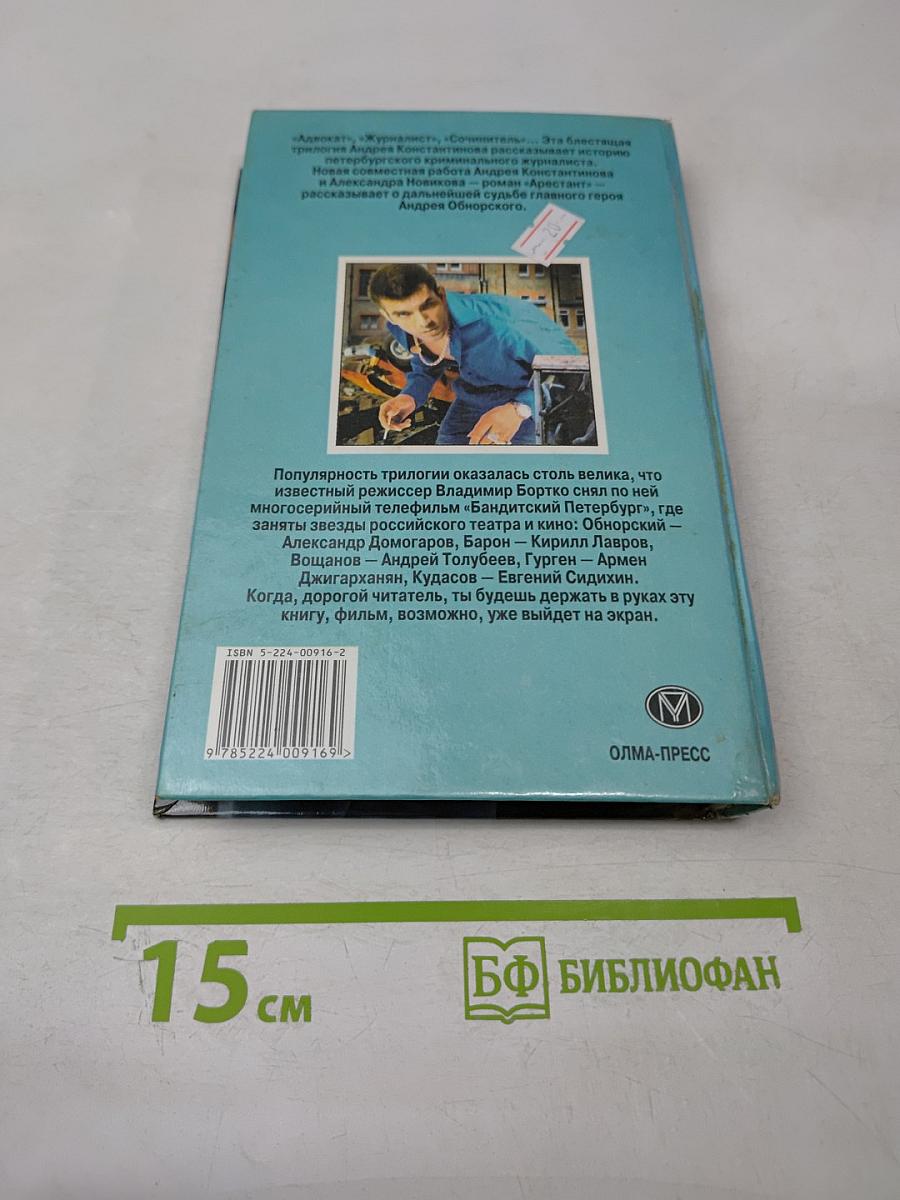 «Адвокат», «Журналист», «Сочинитель»... Эта блестящая
трилогия Андрея Константинова рассказывает историю
петербургского криминального журналиста.
Новая совместная работа Андрея Константинова
и Александра Новикова — роман «Арестант» —
рассказывает о дальнейшей судьбе главного героя
Андрея Обнорского.
20-
Популярность трилогии оказалась столь велика, что
известный режиссер Владимир Бортко снял по ней
многосерийный телефильм «Бандитский Петербург», где
заняты звезды российского театра и кино: Обнорский —
Александр Домогаров, Барон — Кирилл Лавров,
Вощанов — Андрей Толубеев, Гурген — Армен
Джигарханян, Кудасов — Евгений Сидихин.
Когда, дорогой читатель, ты будешь держать в руках эту
книгу, фильм, возможно, уже выйдет на экран.
ISBN 5-224-00916-2
9 785224 009169 >
ОЛМА-ПРЕСС
15 см
БФ БИБЛИОФАН